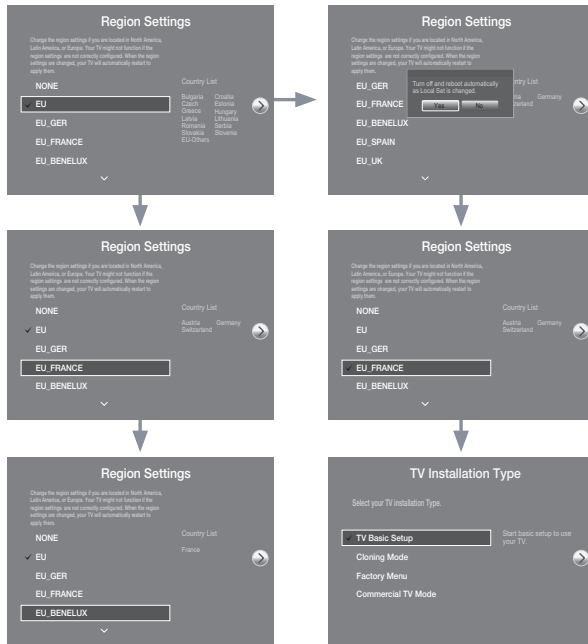 Region Settings
Change the region settings if you are located in North America,
Latin America, or Europe. Your TV might not function if the
region settings are not correctly configured. When the region
settings are changed, your TV will automatically restart to
apply them.
NONE
✓ EU
EU_GER
EU_FRANCE
EU_BENELUX
Country List
Bulgaria Croatia
Czech Estonia
Greece Hungary
Latvia Lithuania
Romania Serbia
Slovakia Slovenia
EU-Others
Region Settings
Change the region settings if you are located in North America,
Latin America, or Europe. Your TV might not function if the
region settings are not correctly configured. When the region
settings are changed, your TV will automatically restart to
apply them.
EU_GER
EU_FRANCE
EU_BENELUX
EU_SPAIN
EU_UK
Turn off and reboot automatically
as Local Set is changed.
Yes No
ntry List
ia Germany
zerland
Region Settings
Change the region settings if you are located in North America,
Latin America, or Europe. Your TV might not function if the
region settings are not correctly configured. When the region
settings are changed, your TV will automatically restart to
apply them.
NONE
✓ EU
EU_GER
EU_FRANCE
EU_BENELUX
Country List
Austria Germany
Switzerland
Region Settings
Change the region settings if you are located in North America,
Latin America, or Europe. Your TV might not function if the
region settings are not correctly configured. When the region
settings are changed, your TV will automatically restart to
apply them.
NONE
EU
EU_GER
✓ EU_FRANCE
EU_BENELUX
Country List
Austria Germany
Switzerland
Region Settings
Change the region settings if you are located in North America,
Latin America, or Europe. Your TV might not function if the
region settings are not correctly configured. When the region
settings are changed, your TV will automatically restart to
apply them.
NONE
✓ EU
EU_GER
EU_FRANCE
EU_BENELUX
Country List
France
TV Installation Type
Select your TV installation Type.
✓ TV Basic Setup
Cloning Mode
Factory Menu
Commercial TV Mode
Start basic setup to use
your TV.